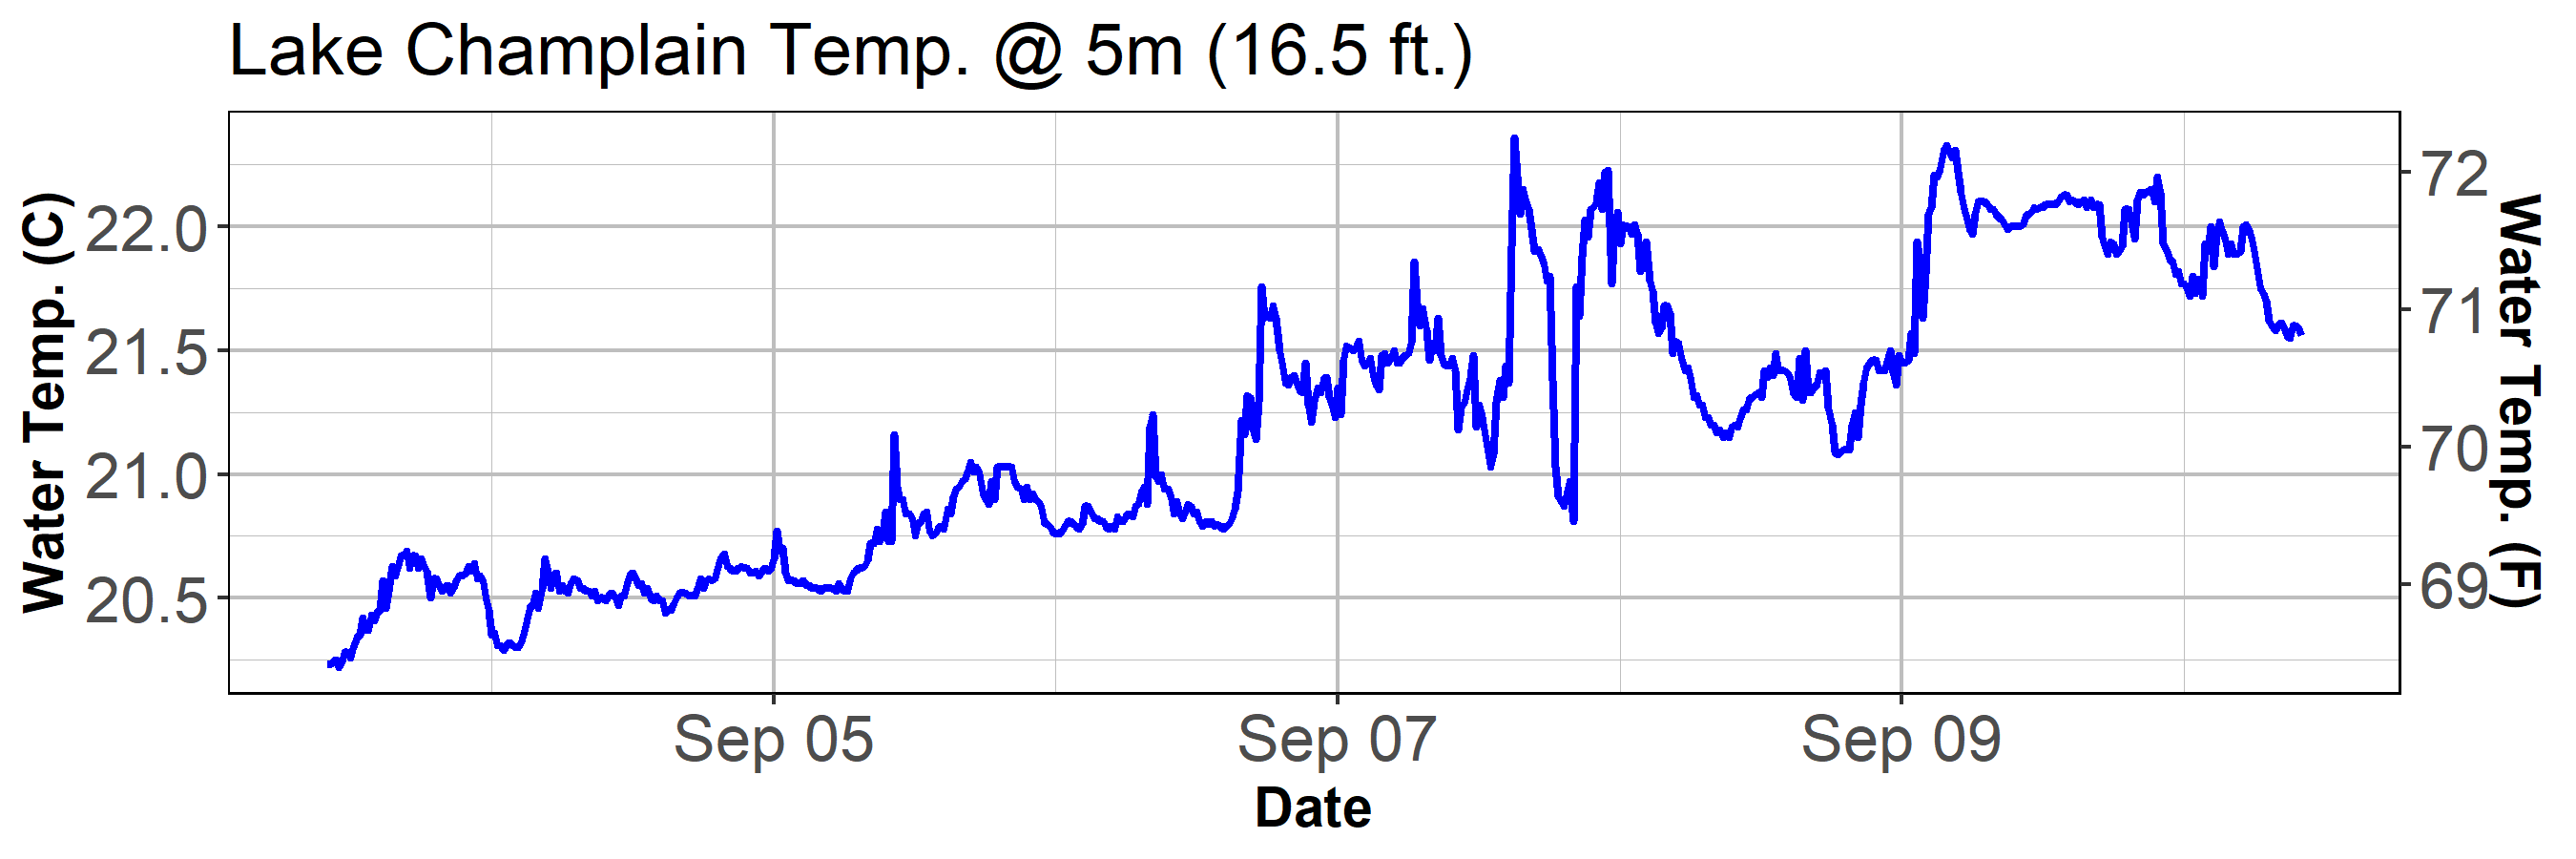 Lake Champlain Temp. @ 5m (16.5 ft.)
Water Temp. (C)
22.0
21.5
21.0
20.5
72
71
70
69
Water Temp. (F)
Sep 05
Sep 07
Sep 09
Date